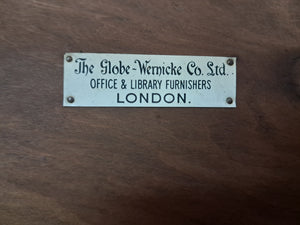 The Globe-Wernicke Co. Ltd.
OFFICE & LIBRARY FURNISHERS
LONDON.